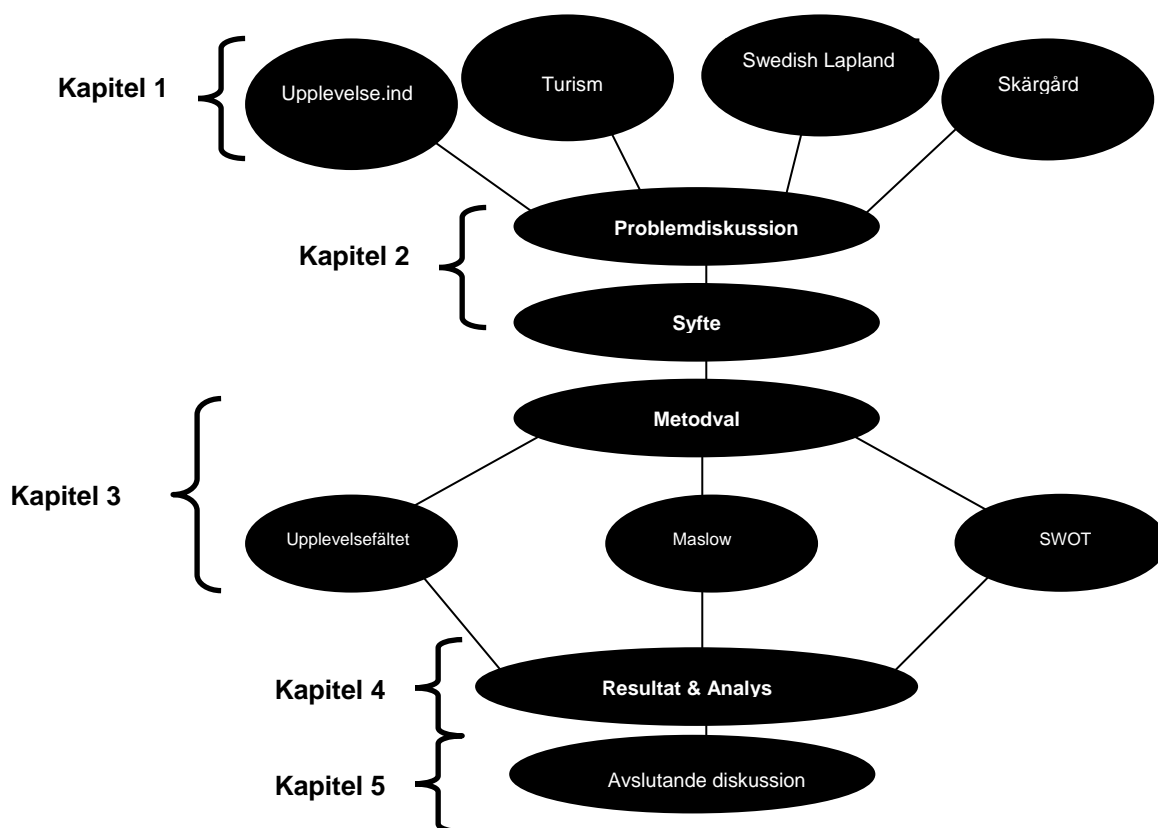 Kapitel 1
Upplevelse.ind
Turism
Swedish Lapland
Skärgård
Kapitel 2
Problemdiskussion
Syfte
Kapitel 3
Metodval
Upplevelsefältet
Maslow
SWOT
Kapitel 4
Resultat & Analys
Kapitel 5
Avslutande diskussion